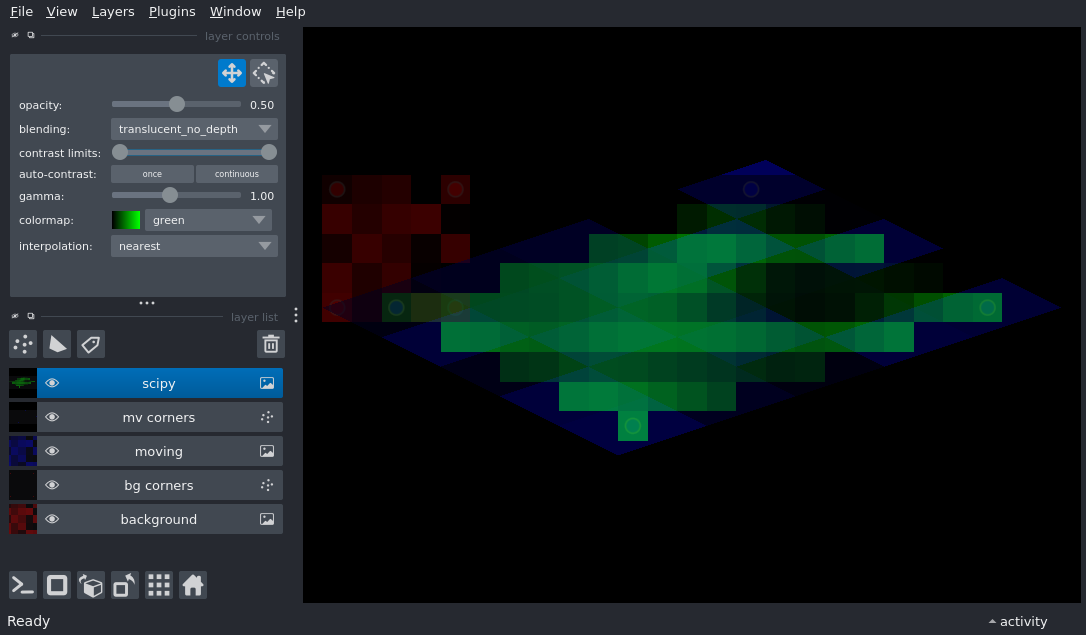 File View Layers Plugins Window Help
layer controls
opacity: 0.50
blending: translucent_no_depth
contrast limits:
auto-contrast: once continuous
gamma: 1.00
colormap: green
interpolation: nearest
layer list
scipy
mv corners
moving
bg corners
background
Ready activity